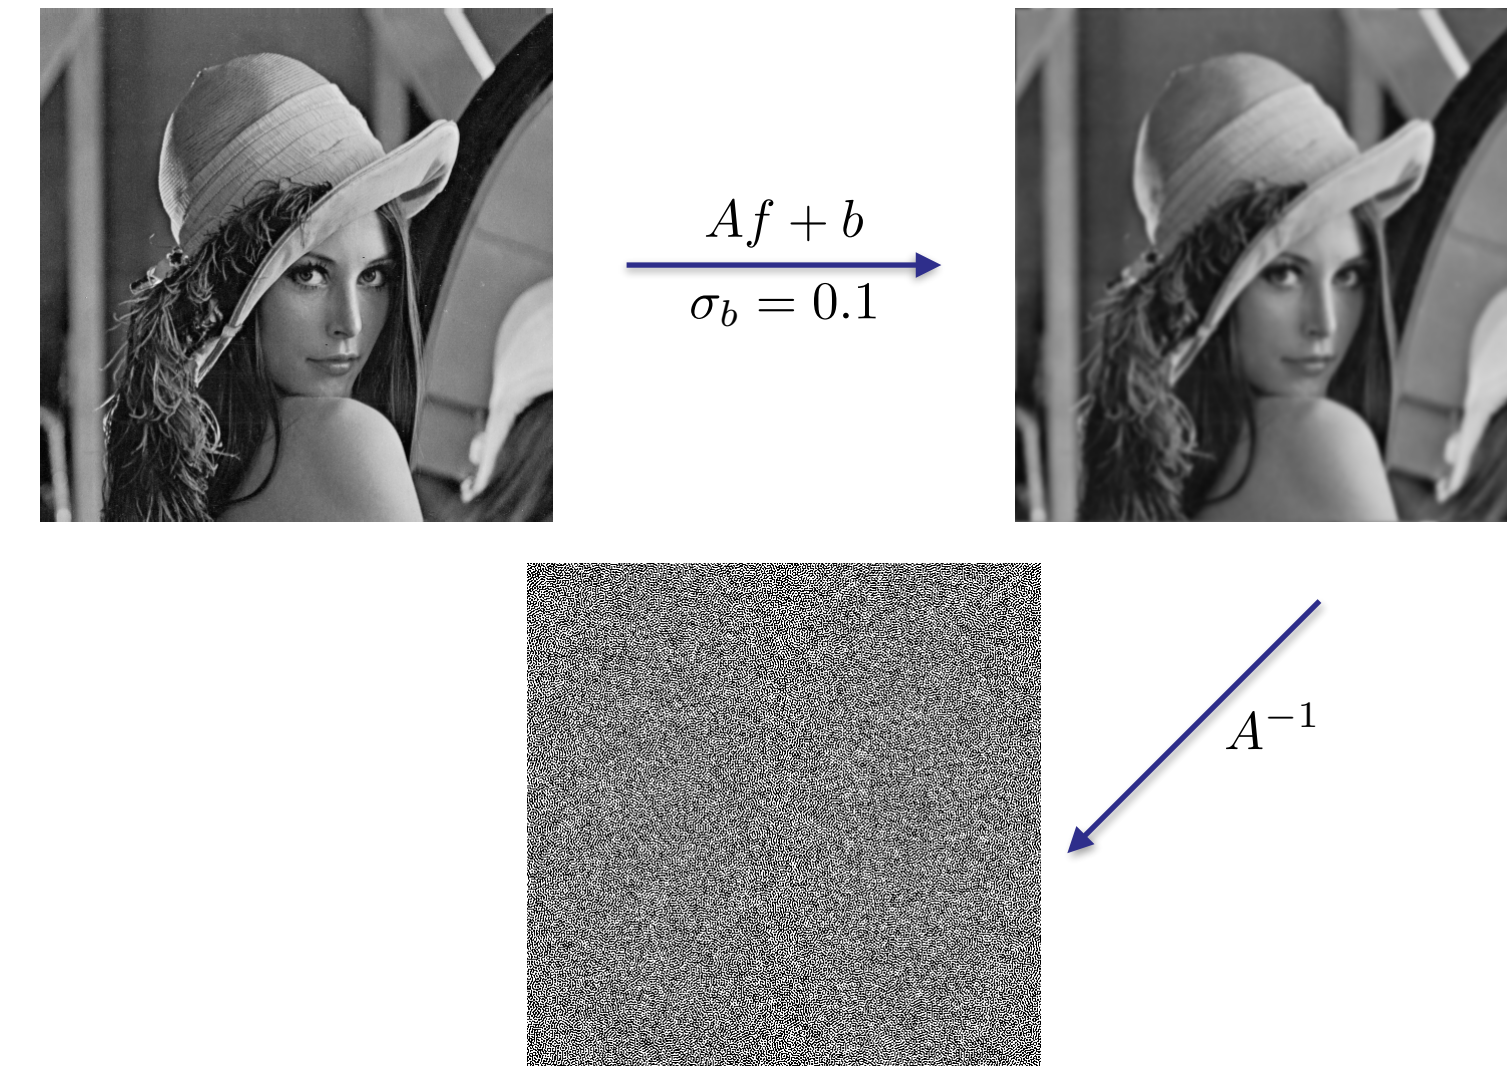 Af + b
σ_b = 0.1
A^{-1}